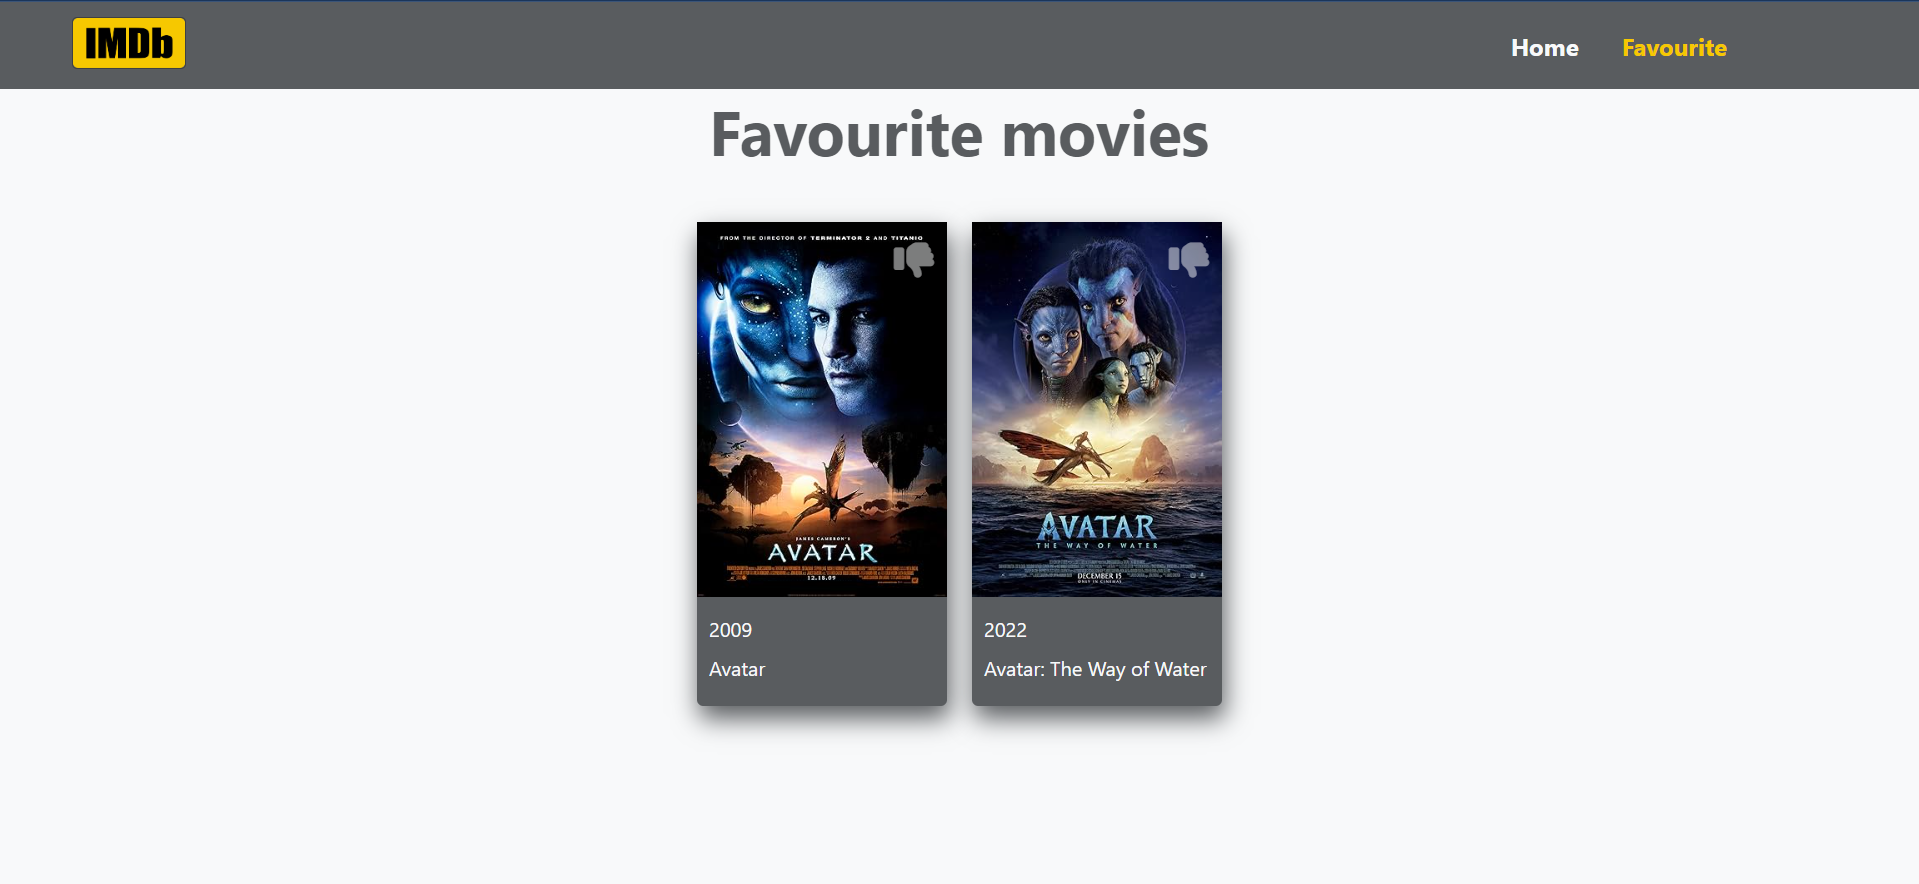 IMDb
Home
Favourite
Favourite movies
FROM THE DIRECTOR OF TERMINATOR 2 AND TITANIC
JAMES CAMERON'S
AVATAR
12.18.09
2009
Avatar
AVATAR
THE WAY OF WATER
DECEMBER 15
ONLY IN CINEMAS
2022
Avatar: The Way of Water